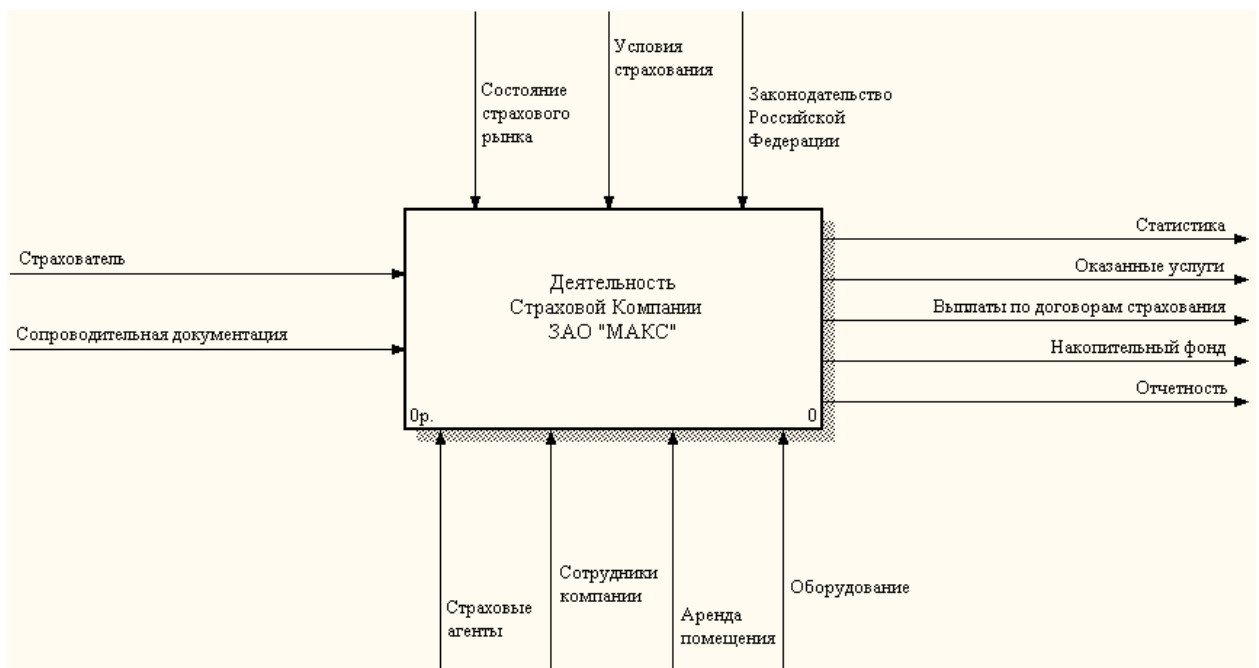 Условия
страхования
Состояние
страхового
рынка
Законодательство
Российской
Федерации
Страхователь
Сопроводительная документация
Деятельность
Страховой Компании
ЗАО "МАКС"
0р.
0
Статистика
Оказанные услуги
Выплаты по договорам страхования
Накопительный фонд
Отчетность
Страховые
агенты
Сотрудники
компании
Аренда
помещения
Оборудование